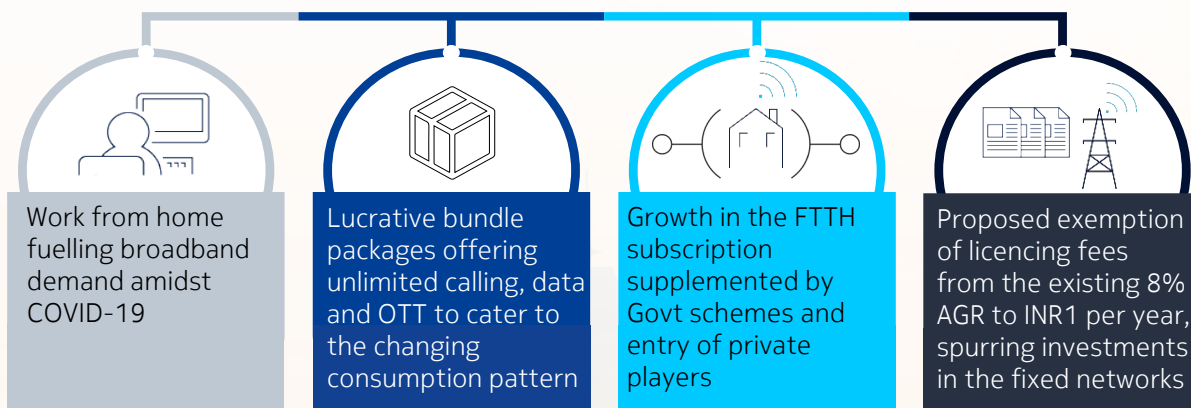 Work from home
fuelling broadband
demand amidst
COVID-19
Lucrative bundle
packages offering
unlimited calling, data
and OTT to cater to
the changing
consumption pattern
Growth in the FTTH
subscription
supplemented by
Govt schemes and
entry of private
players
Proposed exemption
of licencing fees
from the existing 8%
AGR to INR1 per year,
spurring investments
in the fixed networks